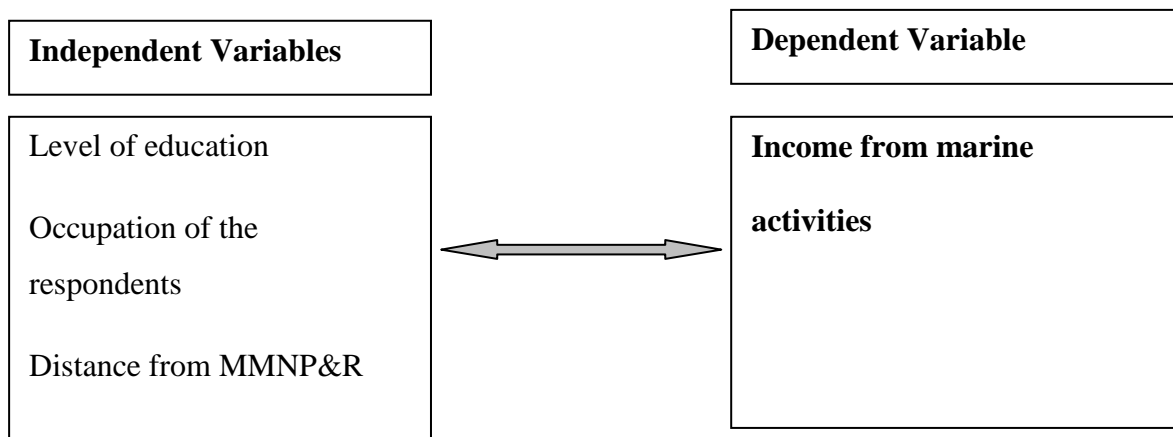 Independent Variables
Level of education
Occupation of the
respondents
Distance from MMNP&R
Dependent Variable
Income from marine
activities